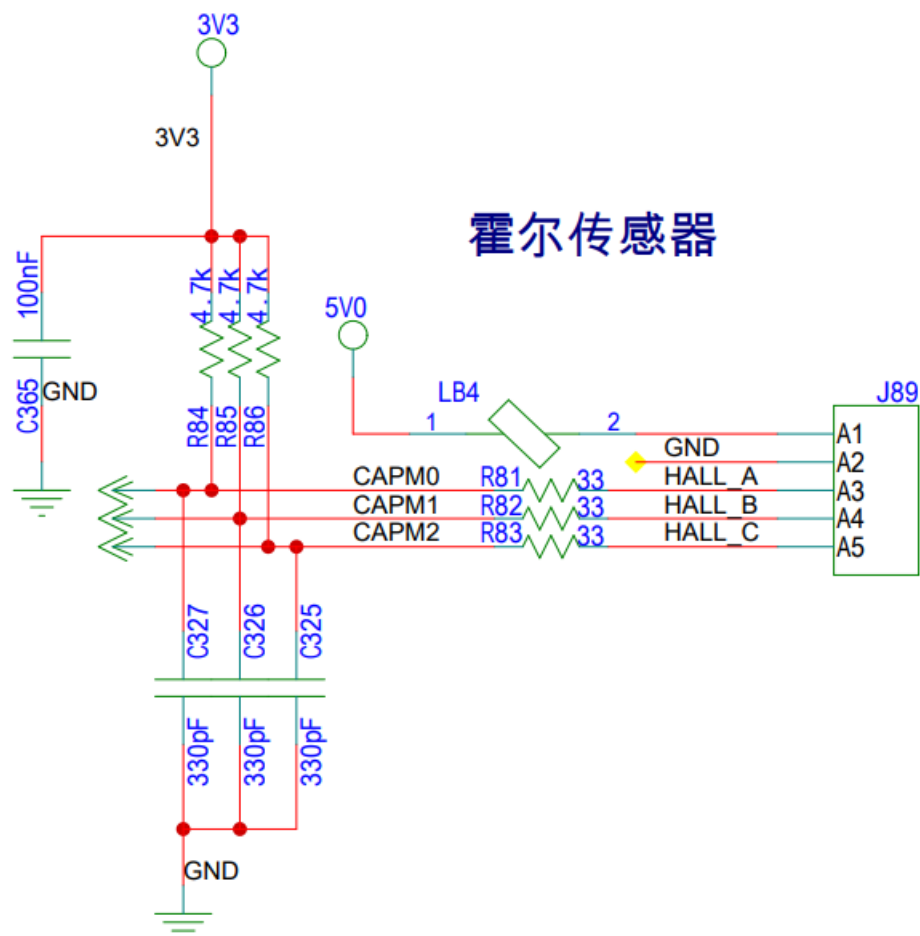 3V3
3V3
霍尔传感器
100nF
4.7k
4.7k
4.7k
5V0
C365
GND
R84
R85
R86
LB4
1
2
J89
A1
GND
A2
CAPM0
R81
33
HALL_A
A3
CAPM1
R82
33
HALL_B
A4
CAPM2
R83
33
HALL_C
A5
C327
C326
C325
330pF
330pF
330pF
GND